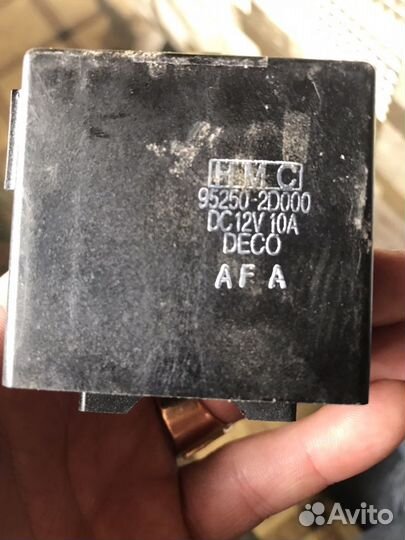 HMC
95250-2D000
DC12V 10A
DECO
AFA
Avito